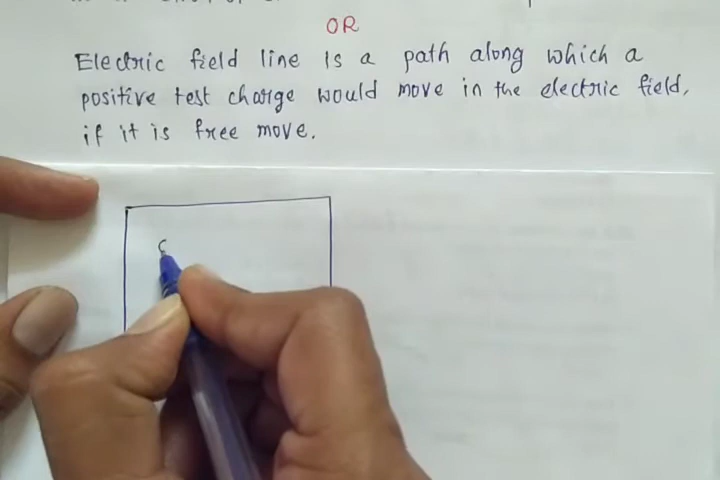 OR
Electric field line is a path along which a
positive test charge would move in the electric field,
if it is free move.